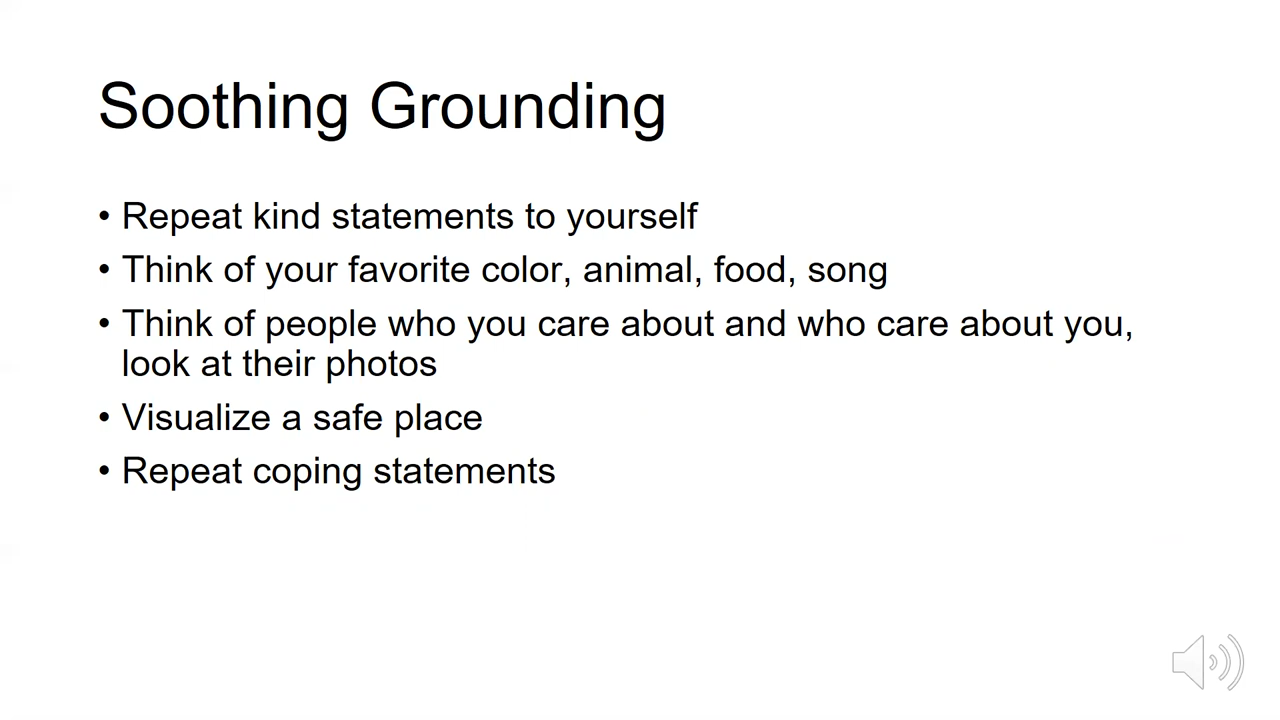 Soothing Grounding
• Repeat kind statements to yourself
• Think of your favorite color, animal, food, song
• Think of people who you care about and who care about you,
look at their photos
• Visualize a safe place
• Repeat coping statements